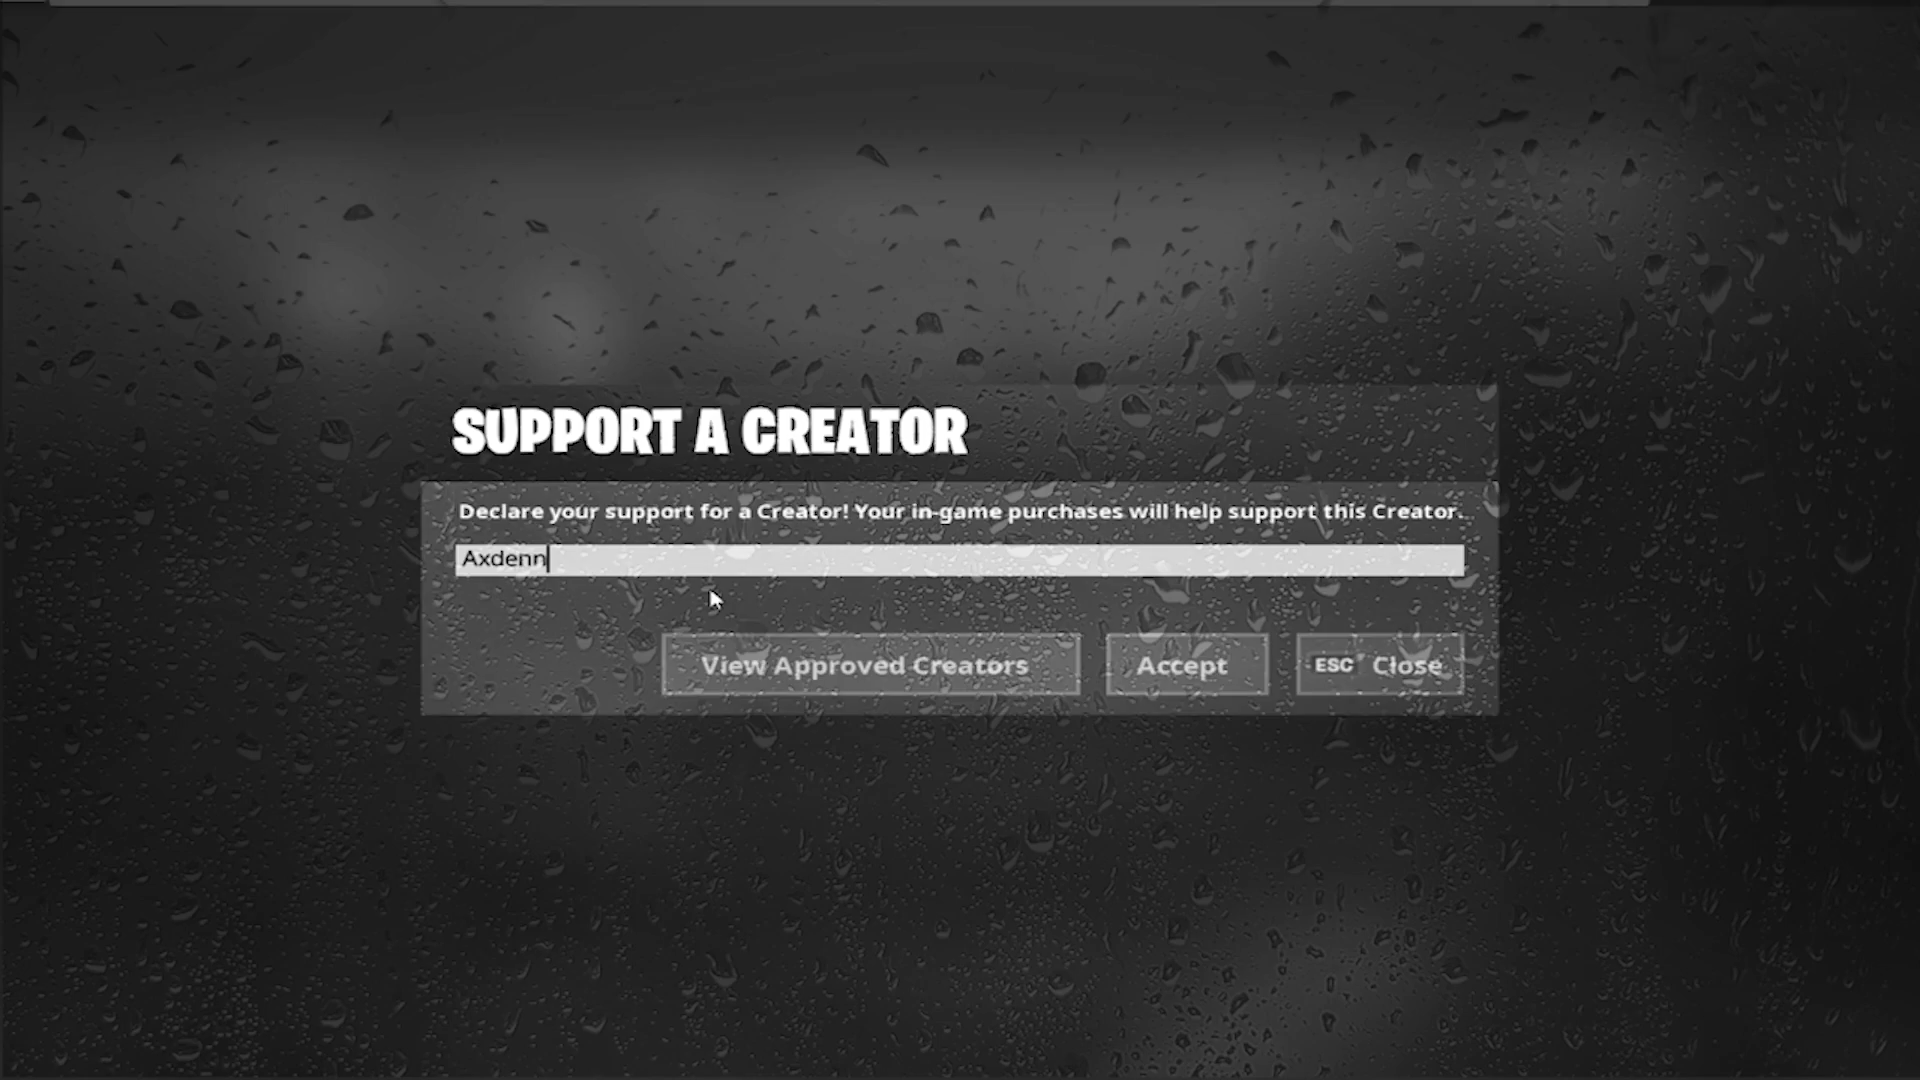 SUPPORT A CREATOR
Declare your support for a Creator! Your in-game purchases will help support this Creator.
Axdenn
View Approved Creators
Accept
ESC Close